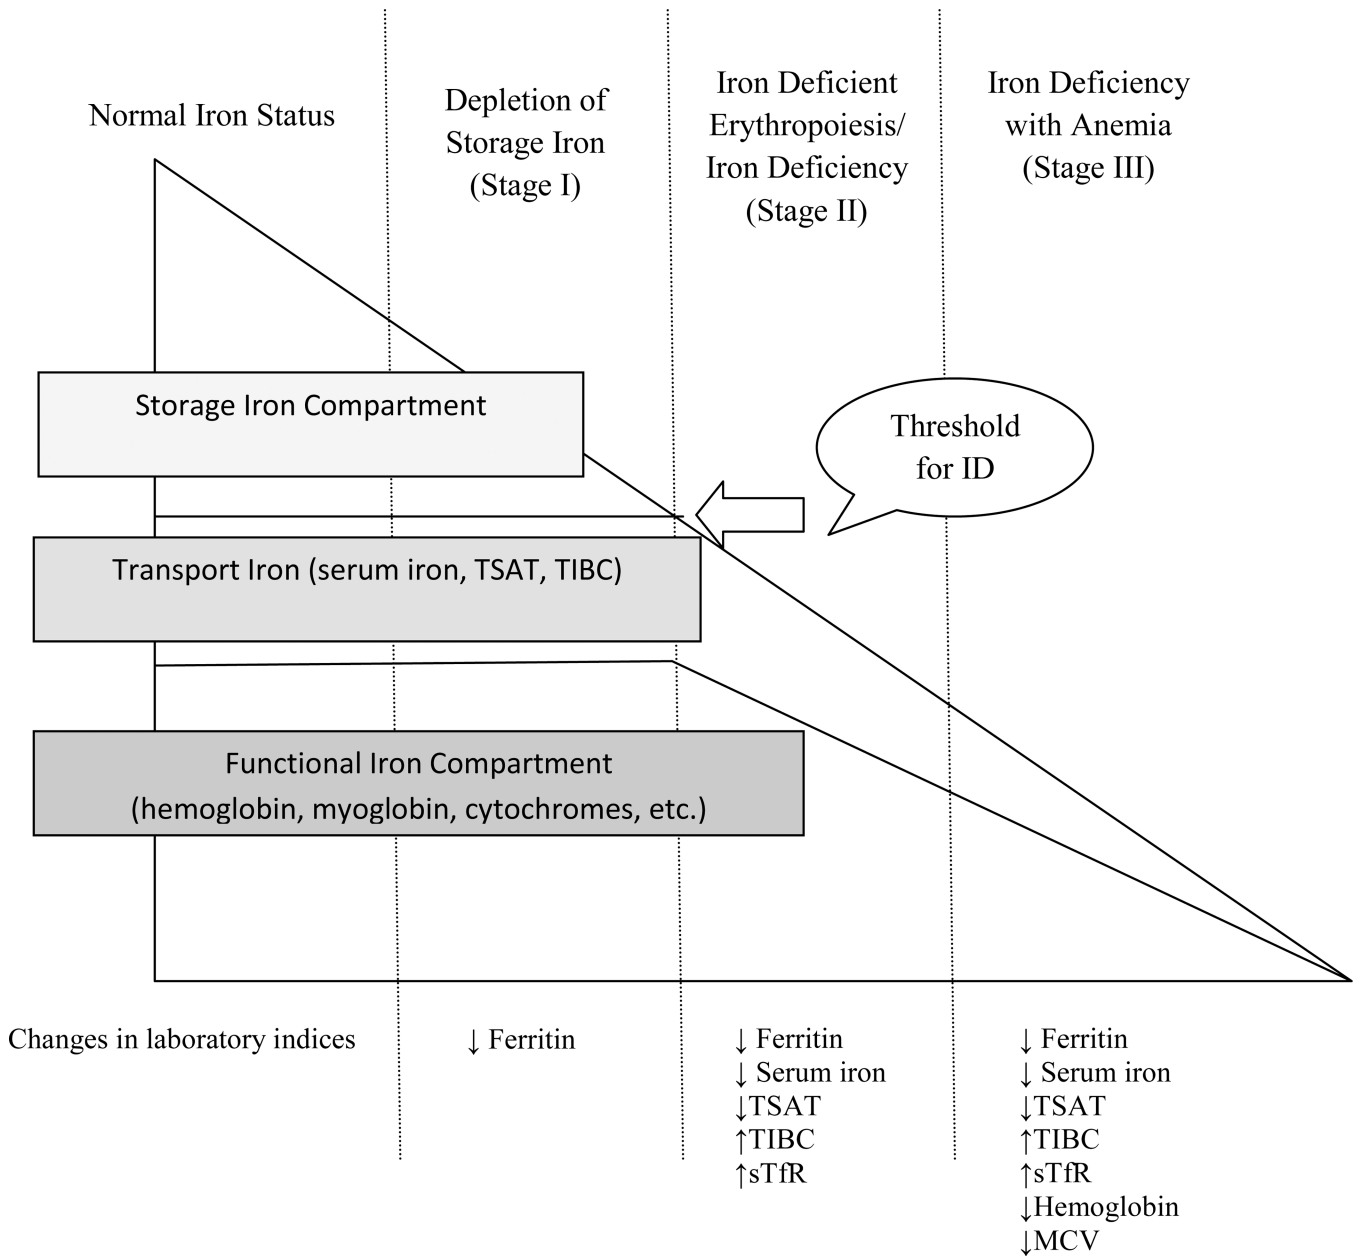 Normal Iron Status
Depletion of
Storage Iron
(Stage I)
Iron Deficient
Erythropoiesis/
Iron Deficiency
(Stage II)
Iron Deficiency
with Anemia
(Stage III)
Storage Iron Compartment
Threshold
for ID
Transport Iron (serum iron, TSAT, TIBC)
Functional Iron Compartment
(hemoglobin, myoglobin, cytochromes, etc.)
Changes in laboratory indices
↓ Ferritin
↓ Ferritin
↓ Serum iron
↓TSAT
↑TIBC
↑sTfR
↓ Ferritin
↓ Serum iron
↓TSAT
↑TIBC
↑sTfR
↓Hemoglobin
↓MCV